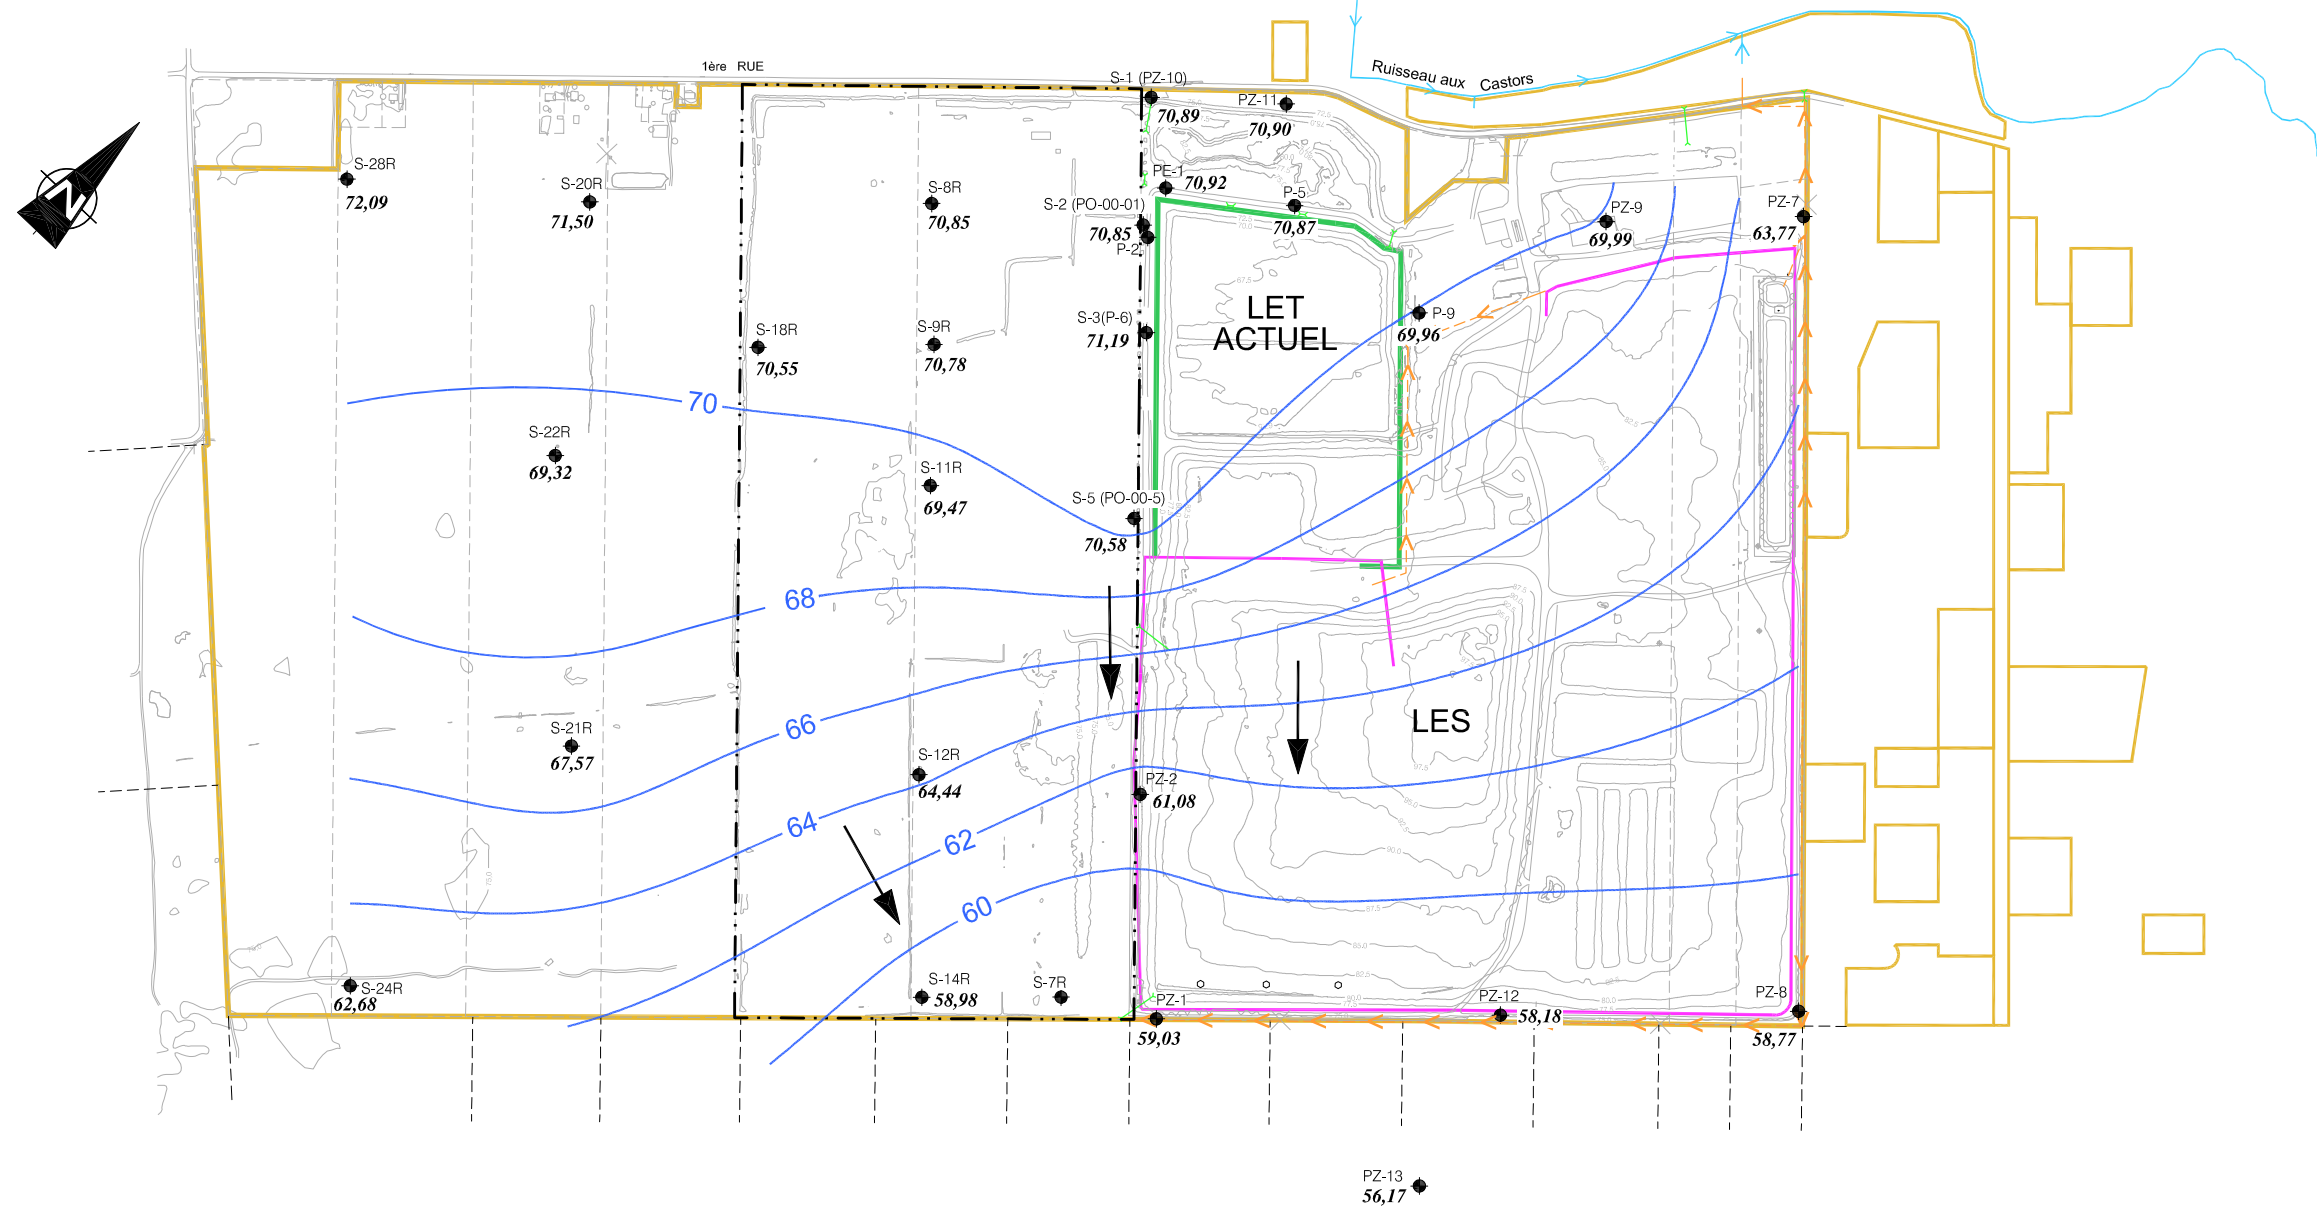 1ère RUE
Ruisseau aux Castors
S-1 (PZ-10)
70,89
PZ-11
70,90
S-28R
72,09
S-20R
71,50
S-8R
70,85
PE-1
70,92
S-2 (PO-00-01)
70,85
P-2
P-5
70,87
PZ-9
69,99
PZ-7
63,77
N
S-18R
70,55
S-9R
70,78
S-3(P-6)
71,19
LET
ACTUEL
P-9
69,96
70
S-22R
69,32
S-11R
69,47
S-5 (PO-00-5)
70,58
68
66
S-21R
67,57
S-12R
64,44
LES
PZ-2
61,08
64
62
60
S-24R
62,68
S-14R
58,98
S-7R
PZ-1
59,03
PZ-12
58,18
PZ-8
58,77
PZ-13
56,17